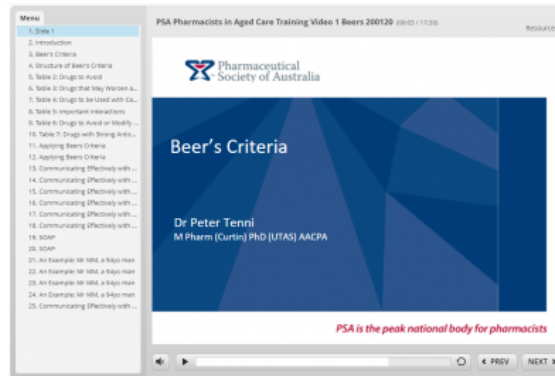 Menu
PSA Pharmacists in Aged Care Training Video 1 Beers 200120 (00:03 / 17:30)
Resource
1. Slide 1
2. Introduction
3. Beer's Criteria
4. Structure of Beer's Criteria
5. Table 2: Drugs to Avoid
6. Table 3: Drugs that May Worsen a...
7. Table 4: Drugs to be Used with Ca...
8. Table 5: Important Interactions
9. Table 6: Drugs to Avoid or Modify ...
10. Table 7: Drugs with Strong Antic...
11. Applying Beers Criteria
12. Applying Beers Criteria
13. Communicating Effectively with ...
14. Communicating Effectively with ...
15. Communicating Effectively with ...
16. Communicating Effectively with ...
17. Communicating Effectively with ...
18. Communicating Effectively with ...
19. SOAP
20. SOAP
21. An Example: Mr MM, a 94yo man
22. An Example: Mr MM, a 94yo man
23. An Example: Mr MM, a 94yo man
24. An Example: Mr MM, a 94yo man
25. Communicating Effectively with ...
Pharmaceutical
Society of Australia
Beer's Criteria
Dr Peter Tenni
M Pharm (Curtin) PhD (UTAS) AACPA
PSA is the peak national body for pharmacists
PREV
NEXT